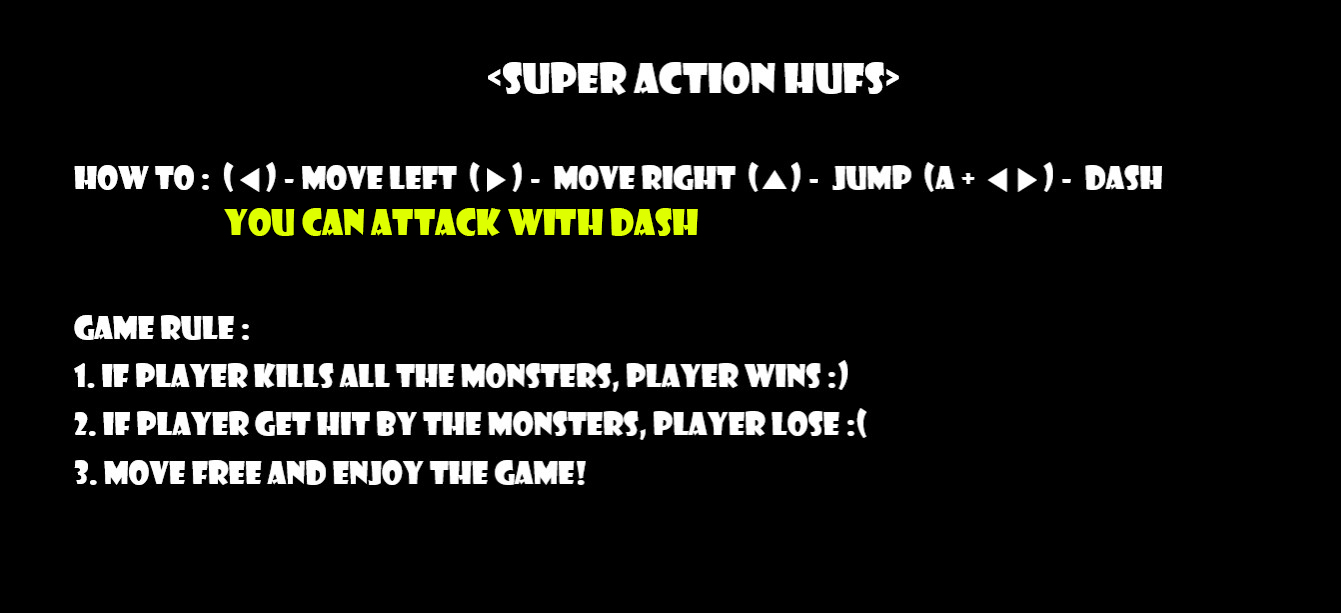 <SUPER ACTION HUFS>
HOW TO : (◀) - MOVE LEFT (▶) - MOVE RIGHT (▲) - JUMP (A + ◀ ▶) - DASH
YOU CAN ATTACK WITH DASH
GAME RULE :
1. IF PLAYER KILLS ALL THE MONSTERS, PLAYER WINS :)
2. IF PLAYER GET HIT BY THE MONSTERS, PLAYER LOSE :(
3. MOVE FREE AND ENJOY THE GAME!